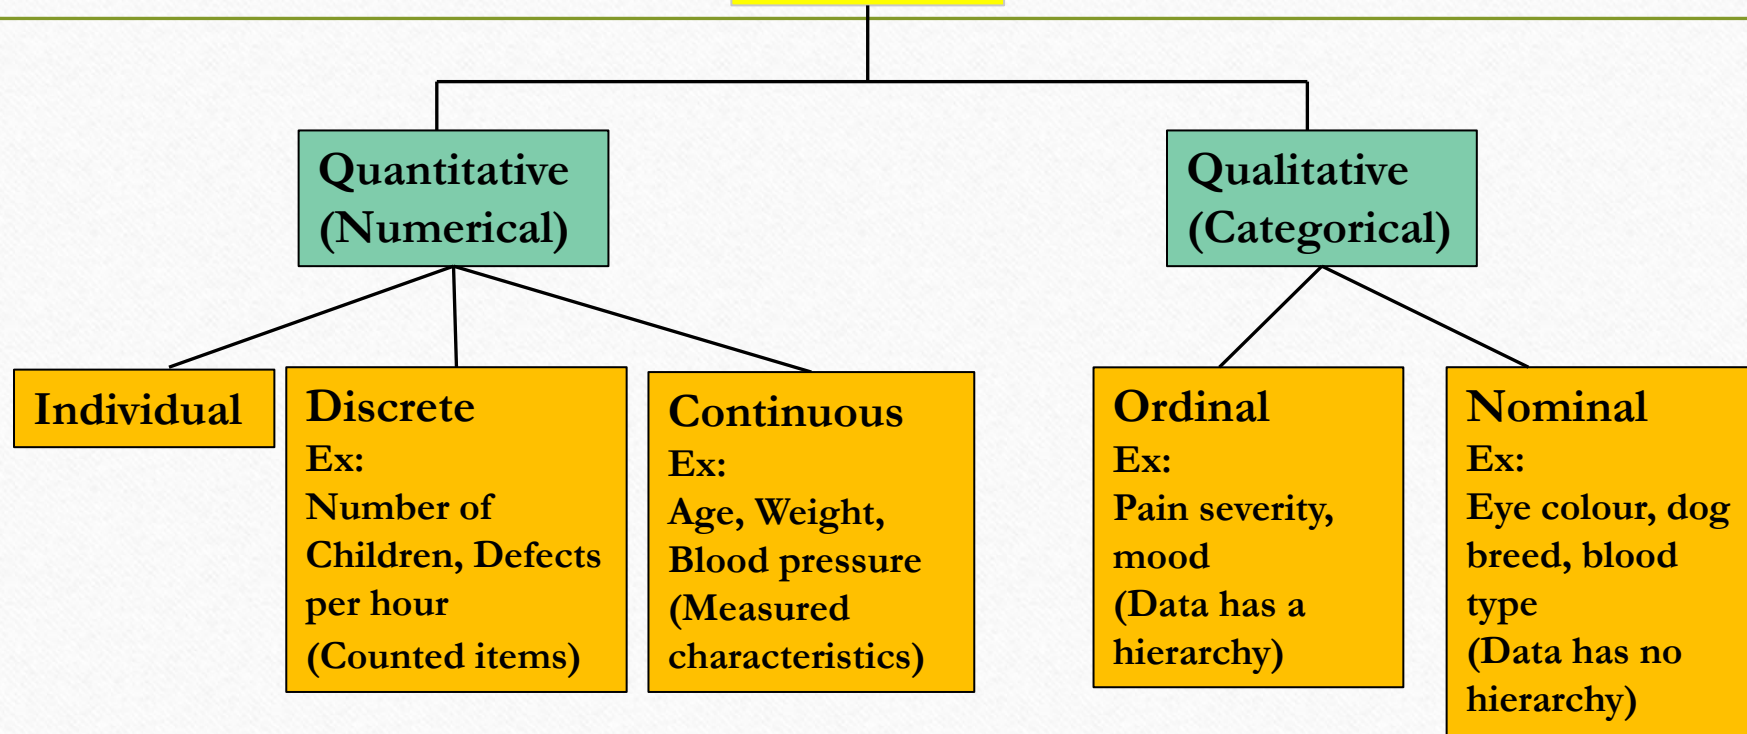 Quantitative
(Numerical)
Qualitative
(Categorical)
Individual
Discrete
Ex:
Number of
Children, Defects
per hour
(Counted items)
Continuous
Ex:
Age, Weight,
Blood pressure
(Measured
characteristics)
Ordinal
Ex:
Pain severity,
mood
(Data has a
hierarchy)
Nominal
Ex:
Eye colour, dog
breed, blood
type
(Data has no
hierarchy)